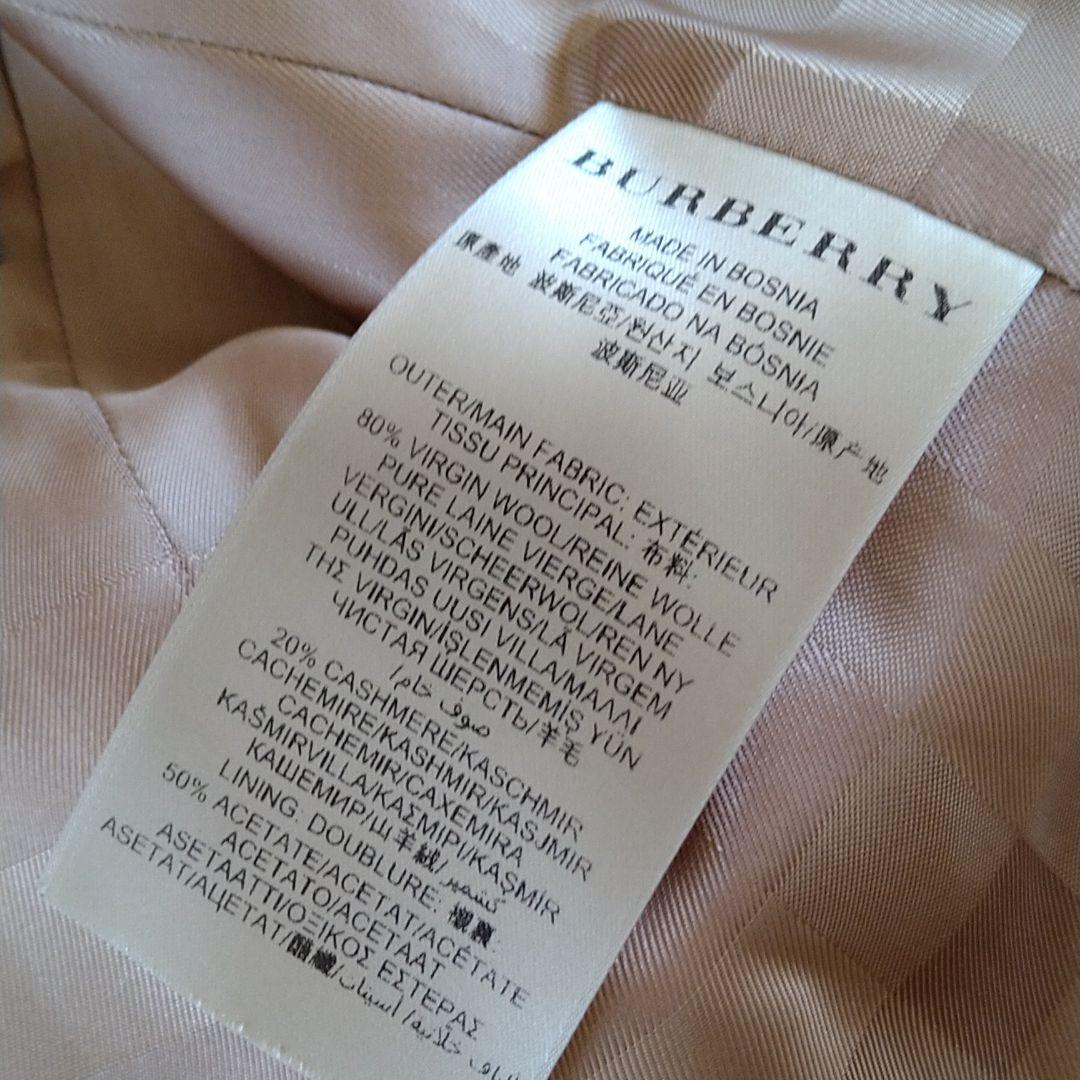 BURBERRY
MADE IN BOSNIA
FABRIQUÉ EN BOSNIE
FABRICADO NA BÓSNIA
原產地 波斯尼亞/원산지 보스니아/原产地
波斯尼亚
OUTER/MAIN FABRIC: EXTÉRIEUR
TISSU PRINCIPAL: 布料:
80% VIRGIN WOOL/REINE WOLLE
PURE LAINE VIERGE/LANE
VERGINI/SCHEERWOL/REN NY
ULL/LÃS VIRGENS/LÃ VIRGEM
PUHDAS UUSI VILLA/ΜΑΛΛΙ
ΤΗΣ VIRGIN/İŞLENMEMİŞ YÜN
ЧИСТАЯ ШЕРСТЬ/羊毛
صوف خام/
20% CASHMERE/KASCHMIR
CACHEMIRE/KASHMIR/KASJMIR
CACHEMIR/CAXEMIRA
KAŠMIRVILLA/ΚΑΣΜΙΡΙ/KAŞMİR
КАШЕМИР/山羊絨/كشمير
LINING: DOUBLURE: 襯裏:
50% ACETATE/ACETAT/ACÉTATE
ACETATO/ACETAAT
ASETAATTI/ΟΞΙΚΟΣ ΕΣΤΕΡΑΣ
ASETAT/АЦЕТАТ/醋纖/أسيتات/